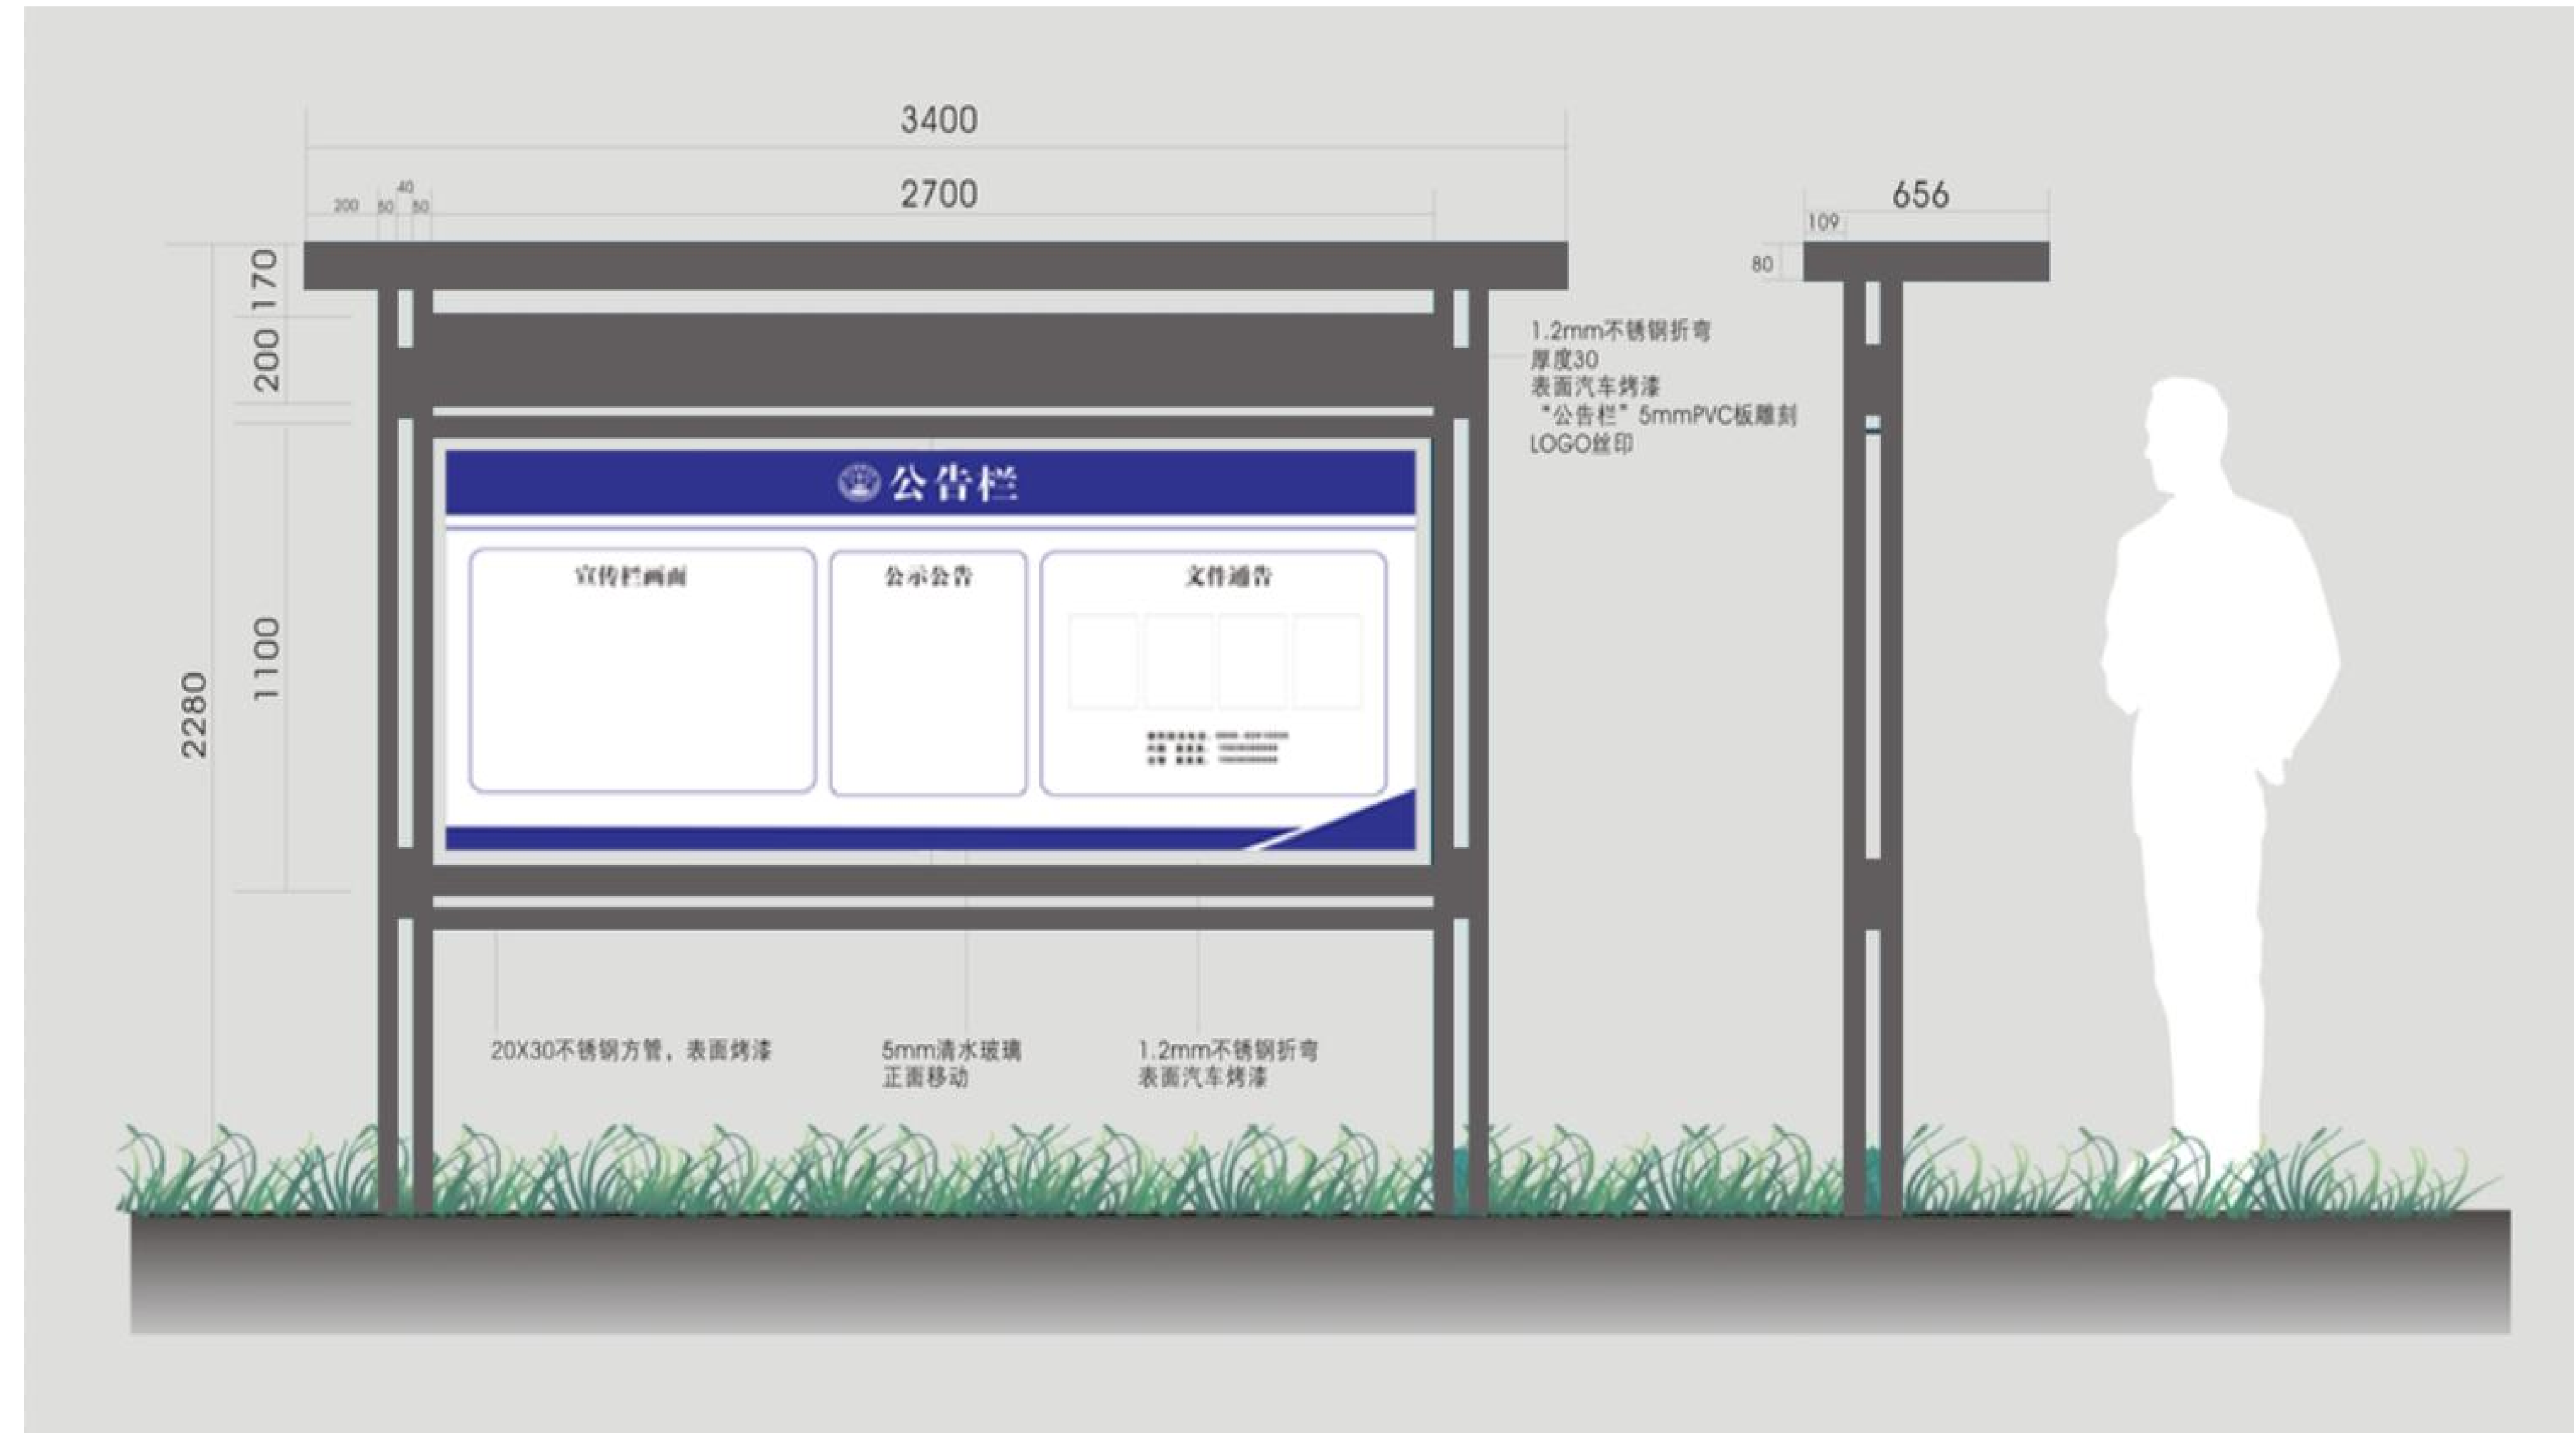 3400
2700
40
200
50
50
656
109
80
170
200
1100
2280
1.2mm不锈钢折弯
厚度30
表面汽车烤漆
“公告栏”5mmPVC板雕刻
LOGO丝印
公告栏
宣传栏画面
公示公告
文件通告
20X30不锈钢方管，表面烤漆
5mm清水玻璃
正面移动
1.2mm不锈钢折弯
表面汽车烤漆